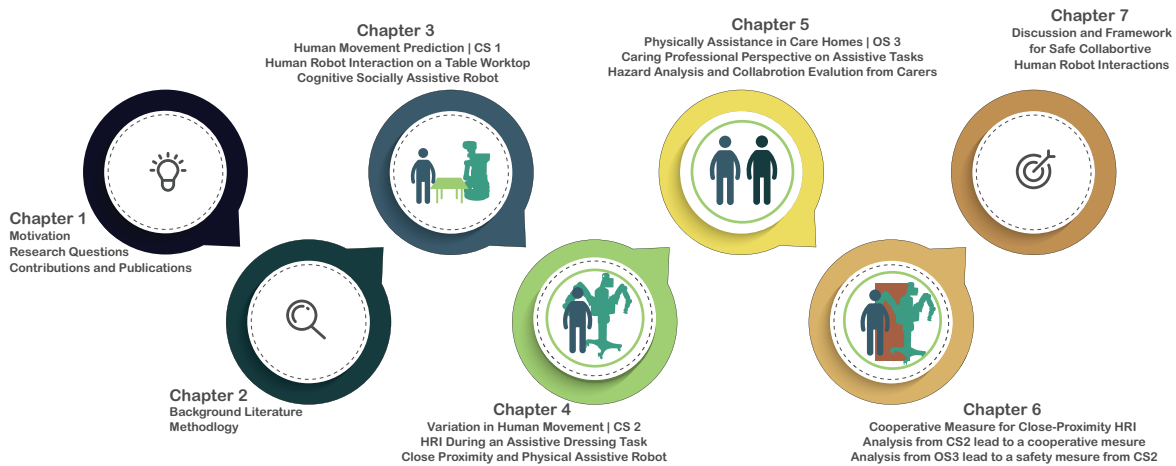 Chapter 1
Motivation
Research Questions
Contributions and Publications
Chapter 2
Background Literature
Methodlogy
Chapter 3
Human Movement Prediction | CS 1
Human Robot Interaction on a Table Worktop
Cognitive Socially Assistive Robot
Chapter 4
Variation in Human Movement | CS 2
HRI During an Assistive Dressing Task
Close Proximity and Physical Assistive Robot
Chapter 5
Physically Assistance in Care Homes | OS 3
Caring Professional Perspective on Assistive Tasks
Hazard Analysis and Collabrotion Evalution from Carers
Chapter 6
Cooperative Measure for Close-Proximity HRI
Analysis from CS2 lead to a cooperative mesure
Analysis from OS3 lead to a safety mesure from CS2
Chapter 7
Discussion and Framework
for Safe Collabortive
Human Robot Interactions